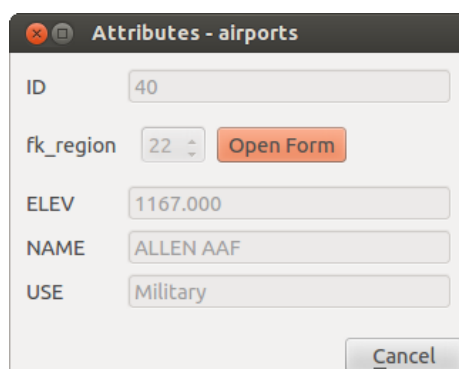 Attributes - airports
ID 40
fk_region 22 Open Form
ELEV 1167.000
NAME ALLEN AAF
USE Military
Cancel